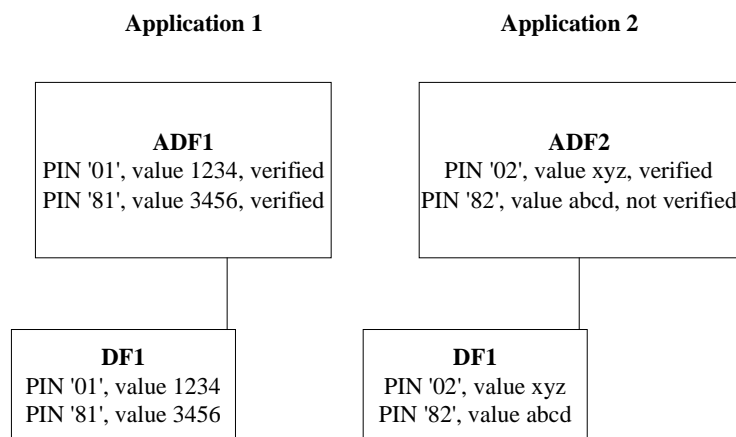 Application 1
Application 2
ADF1
PIN '01', value 1234, verified
PIN '81', value 3456, verified
ADF2
PIN '02', value xyz, verified
PIN '82', value abcd, not verified
DF1
PIN '01', value 1234
PIN '81', value 3456
DF1
PIN '02', value xyz
PIN '82', value abcd